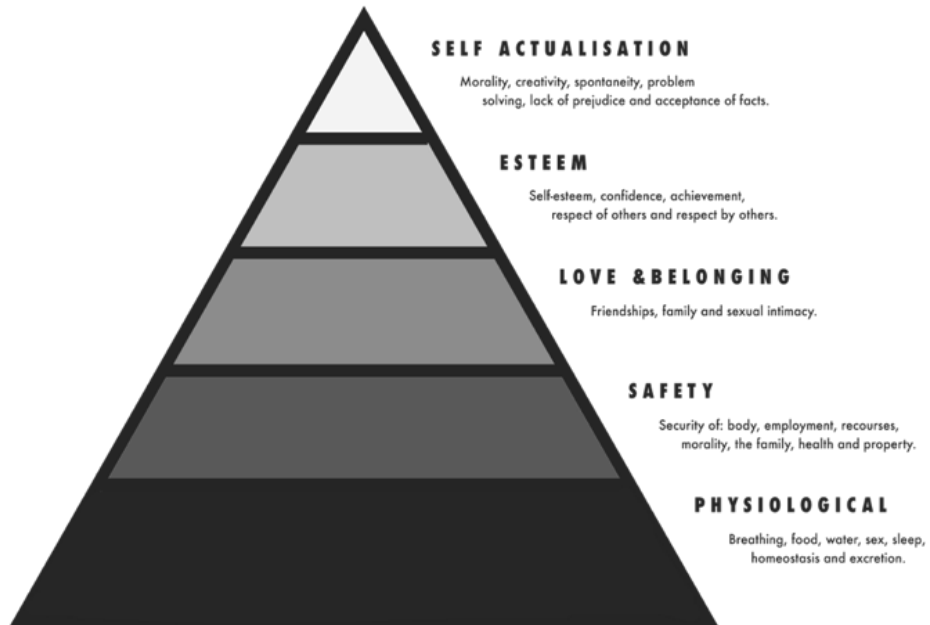 SELF ACTUALISATION
Morality, creativity, spontaneity, problem
solving, lack of prejudice and acceptance of facts.
ESTEEM
Self-esteem, confidence, achievement,
respect of others and respect by others.
LOVE &BELONGING
Friendships, family and sexual intimacy.
SAFETY
Security of: body, employment, recourses,
morality, the family, health and property.
PHYSIOLOGICAL
Breathing, food, water, sex, sleep,
homeostasis and excretion.